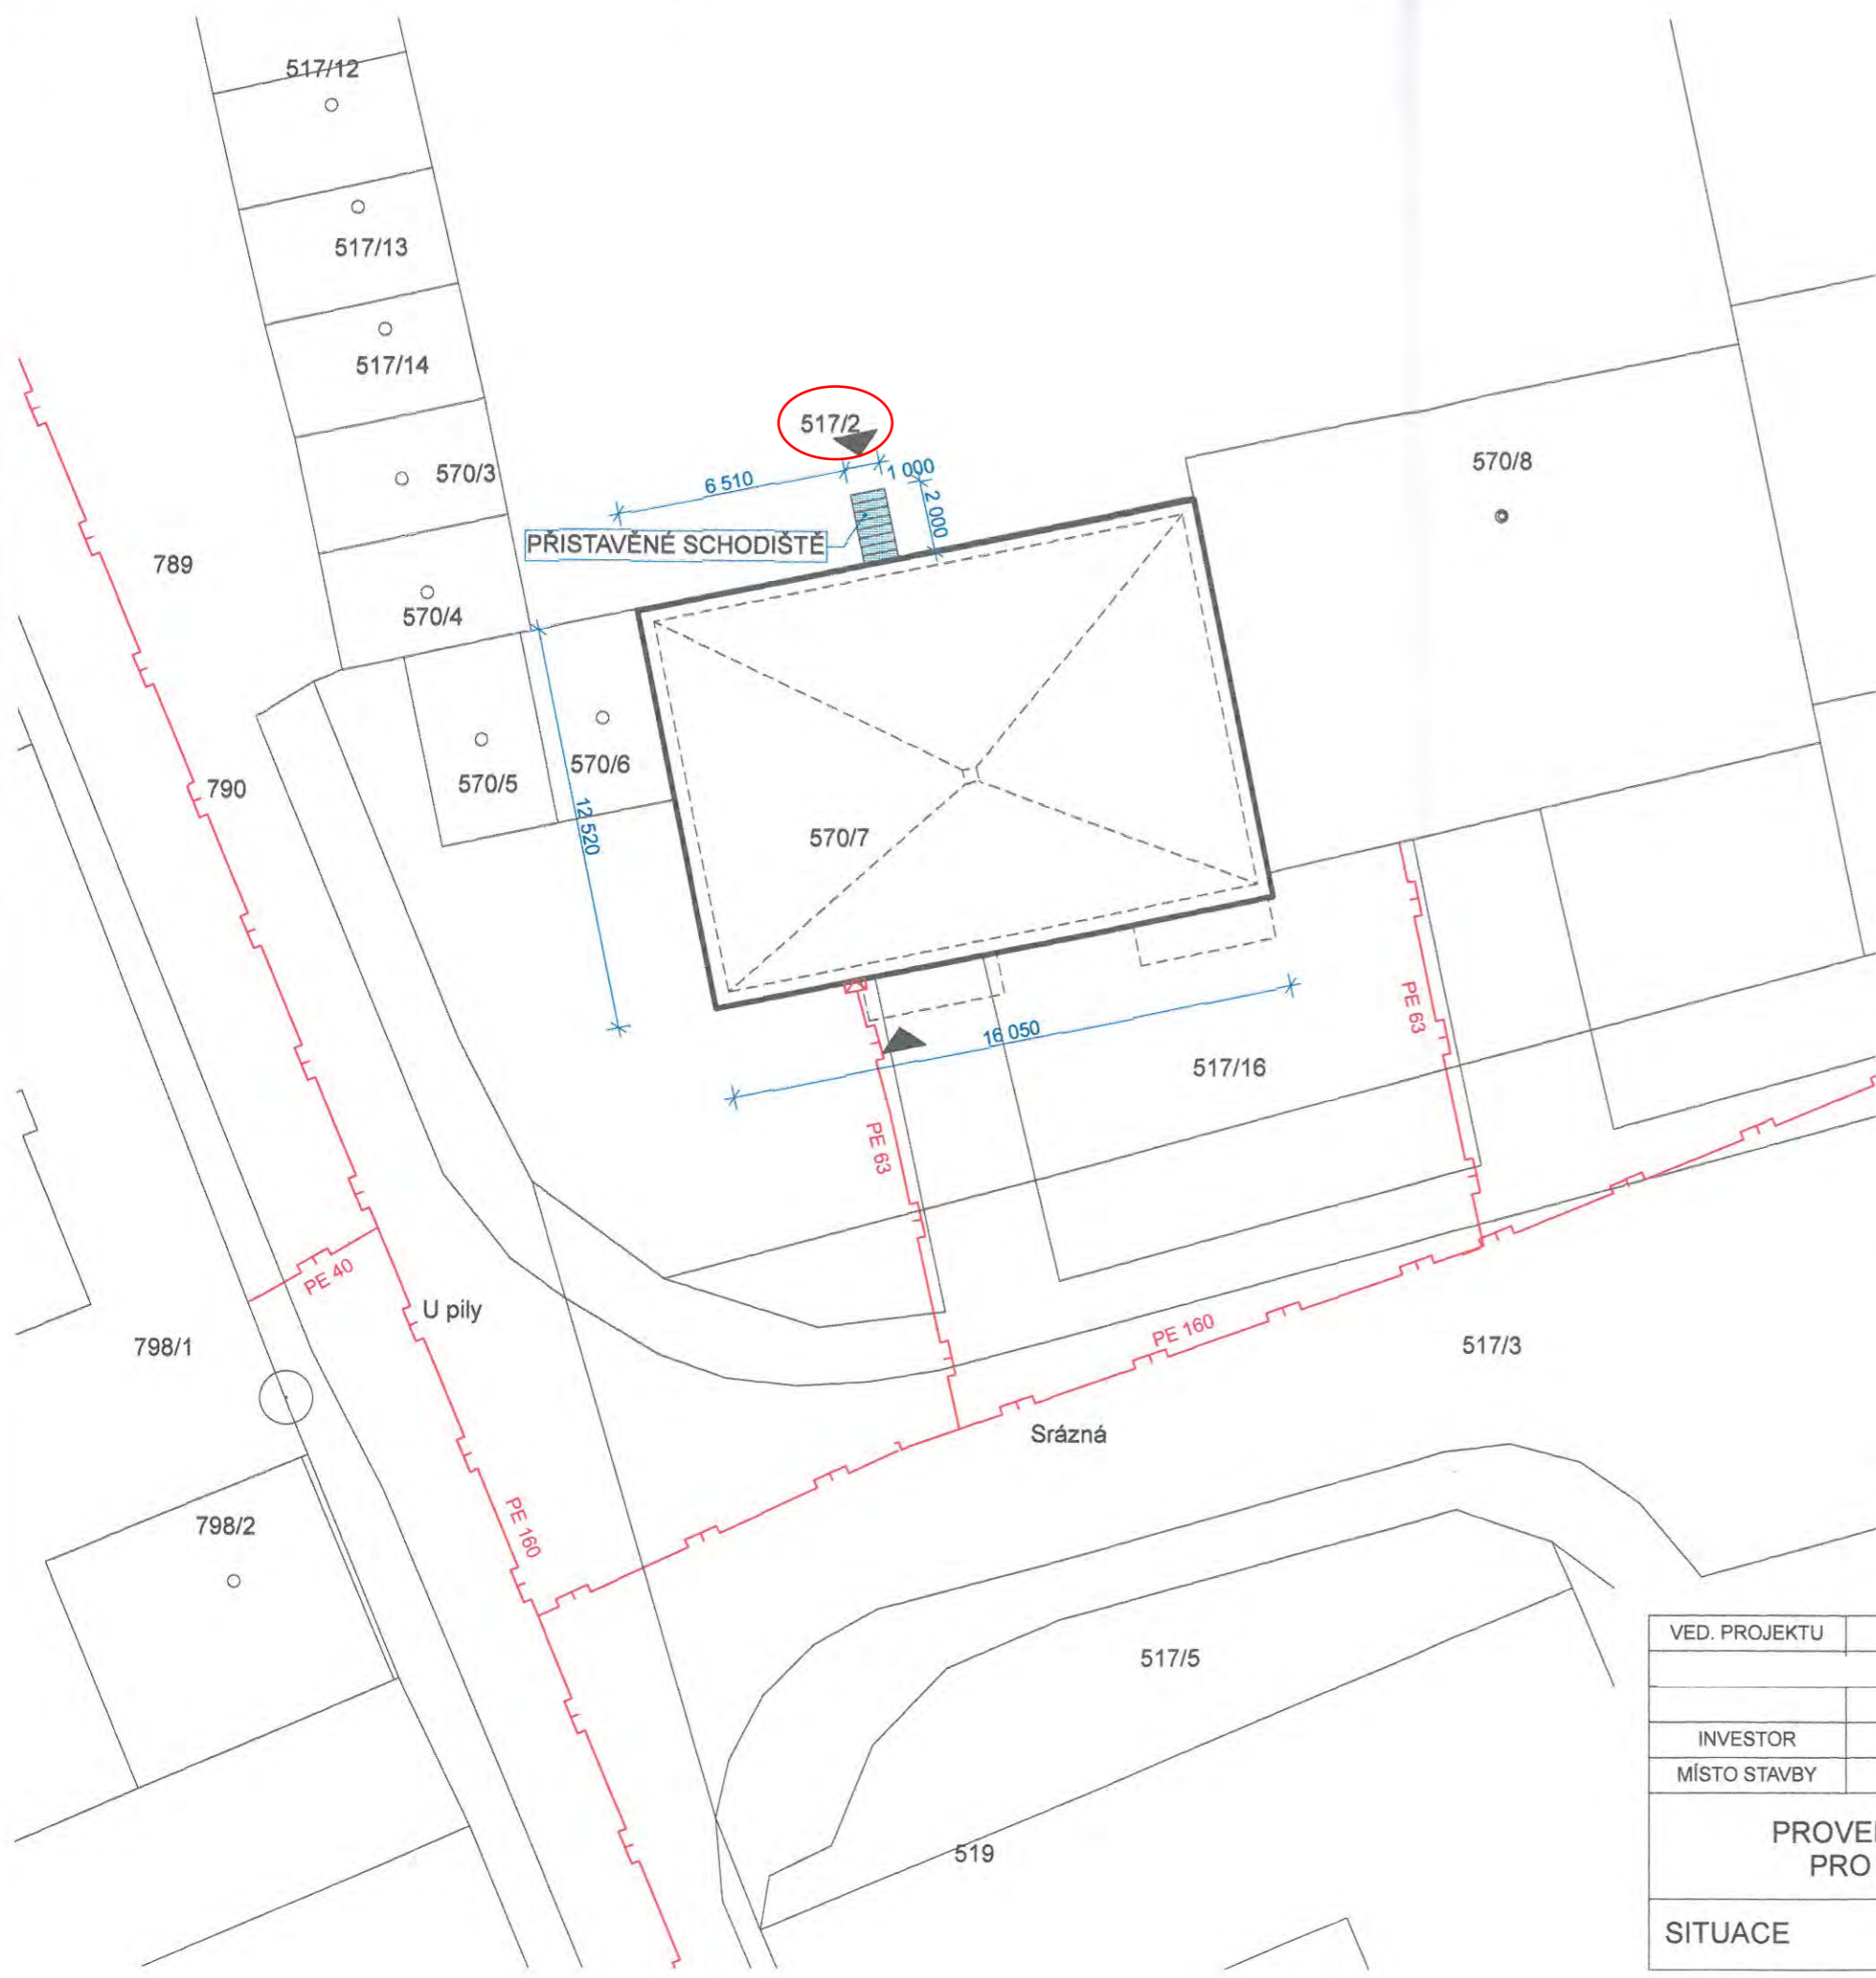 517/12
517/13
517/14
517/2
570/3
570/8
6 510
1 000
2 000
PŘISTAVĚNÉ SCHODIŠTĚ
789
570/4
570/6
570/5
790
12 520
570/7
PE 63
16 050
517/16
PE 63
PE 40
U pily
798/1
PE 160
517/3
Srázná
798/2
PE 160
VED. PROJEKTU
517/5
INVESTOR
MÍSTO STAVBY
PRO
519
SITUACE